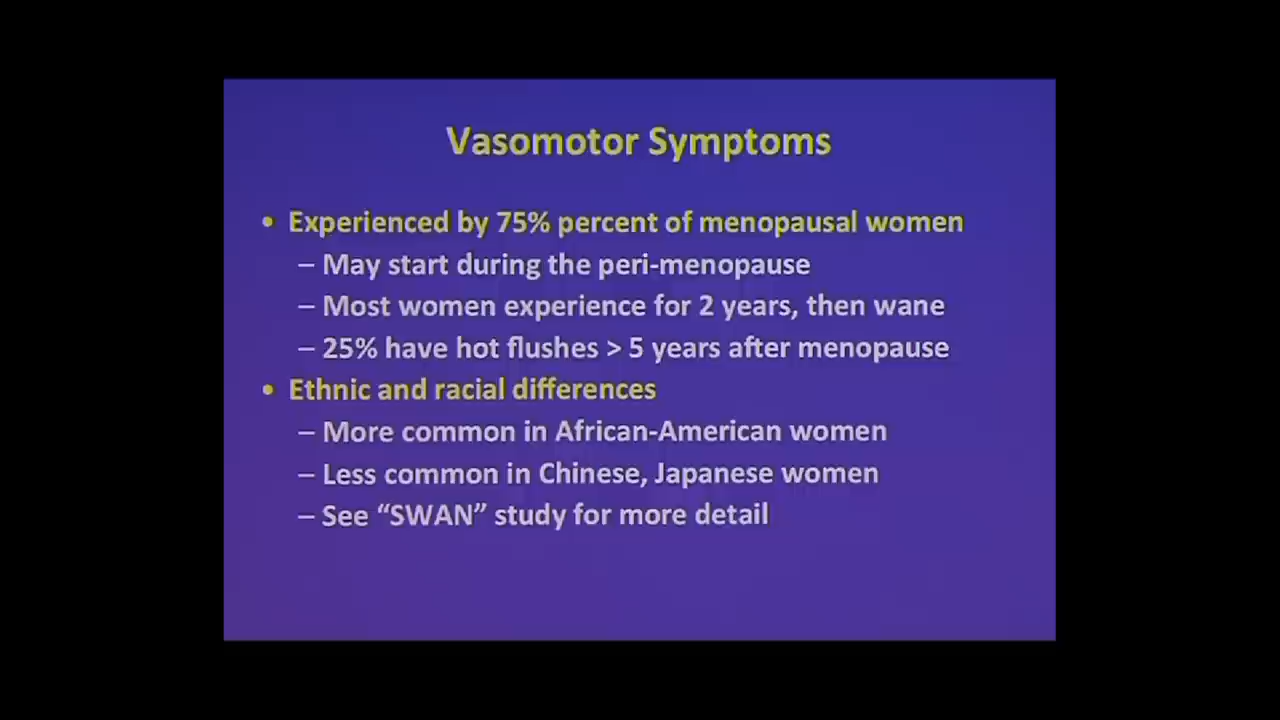 Vasomotor Symptoms
• Experienced by 75% percent of menopausal women
– May start during the peri-menopause
– Most women experience for 2 years, then wane
– 25% have hot flushes > 5 years after menopause
• Ethnic and racial differences
– More common in African-American women
– Less common in Chinese, Japanese women
– See “SWAN” study for more detail